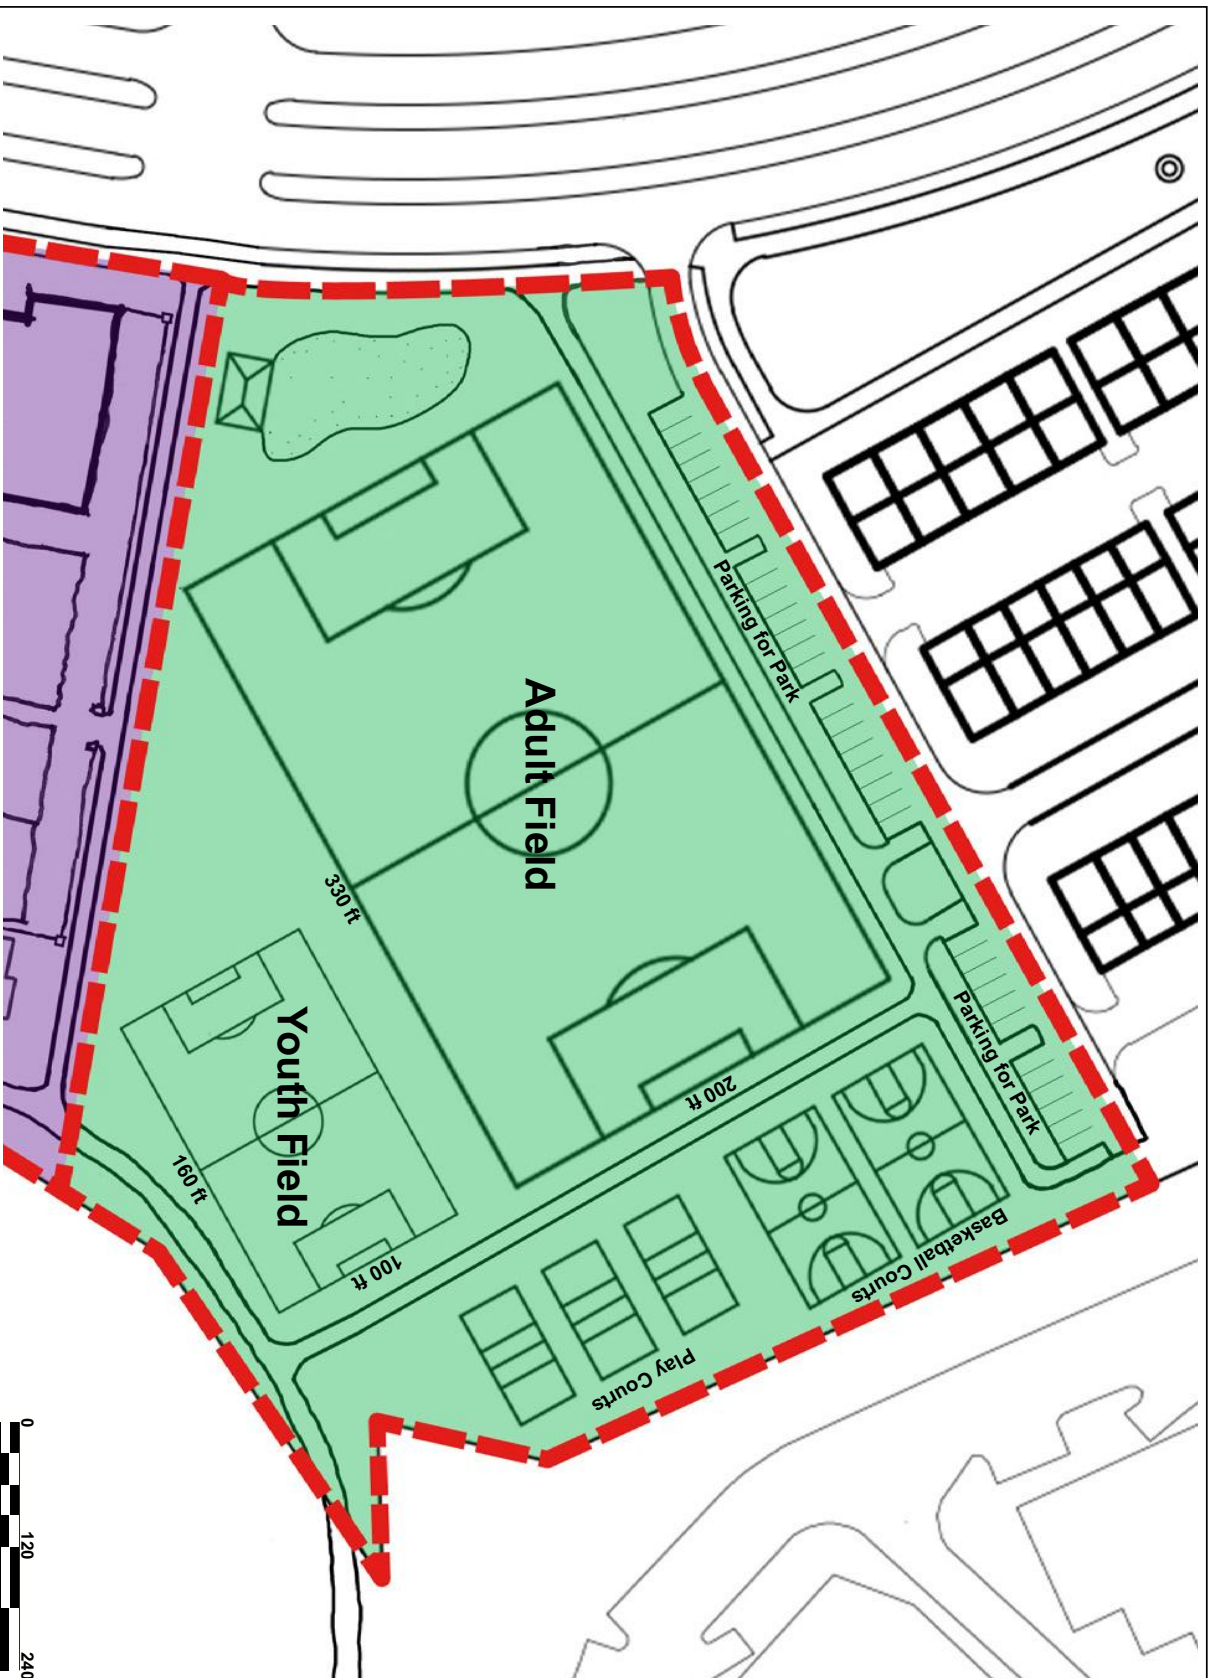 Parking for Park
Adult Field
330 ft
200 ft
Parking for Park
Youth Field
160 ft
100 ft
Basketball Courts
Play Courts
0
120
240